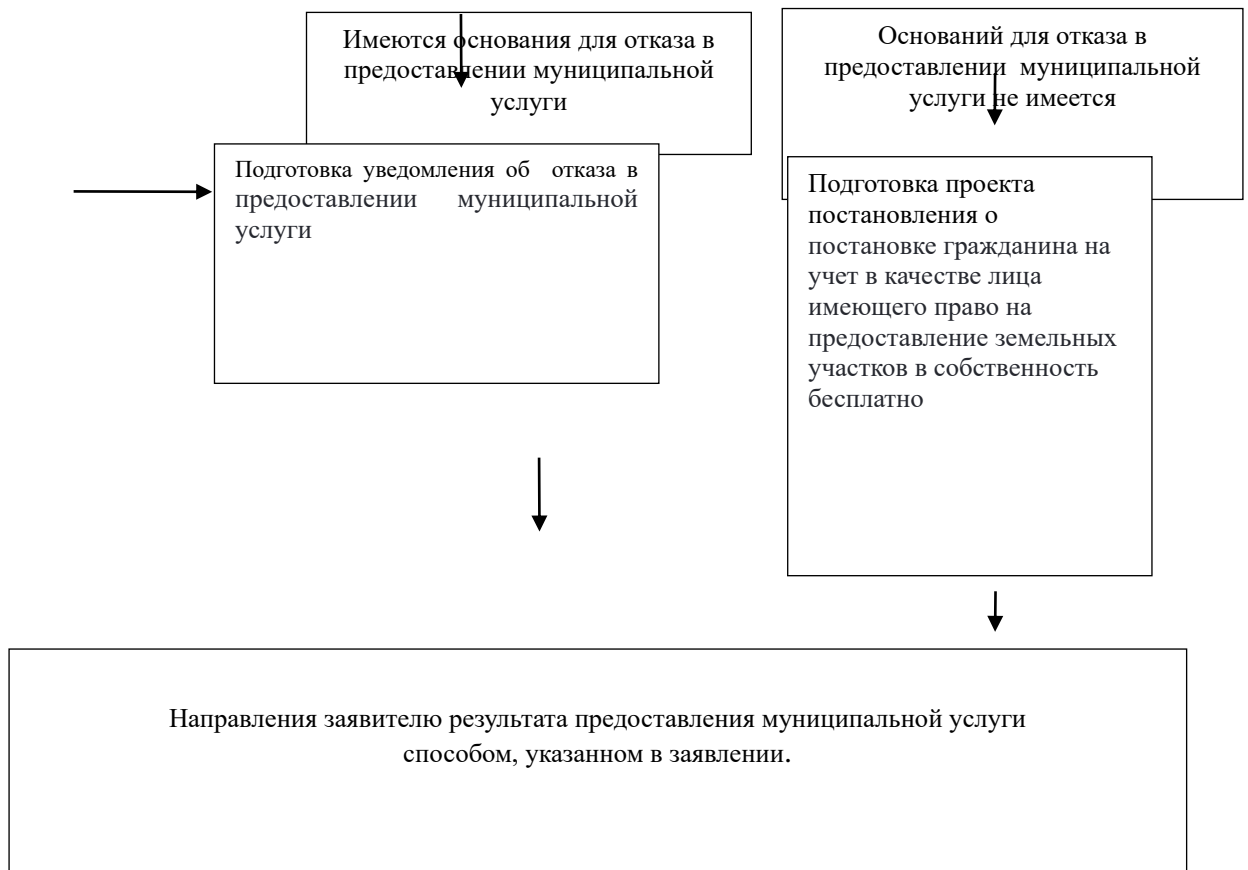 Имеются основания для отказа в
предоставлении муниципальной
услуги
Оснований для отказа в
предоставлении муниципальной
услуги не имеется
Подготовка уведомления об отказа в
предоставлении муниципальной
услуги
Подготовка проекта
постановления о
постановке гражданина на
учет в качестве лица
имеющего право на
предоставление земельных
участков в собственность
бесплатно
Направления заявителю результата предоставления муниципальной услуги
способом, указанном в заявлении.